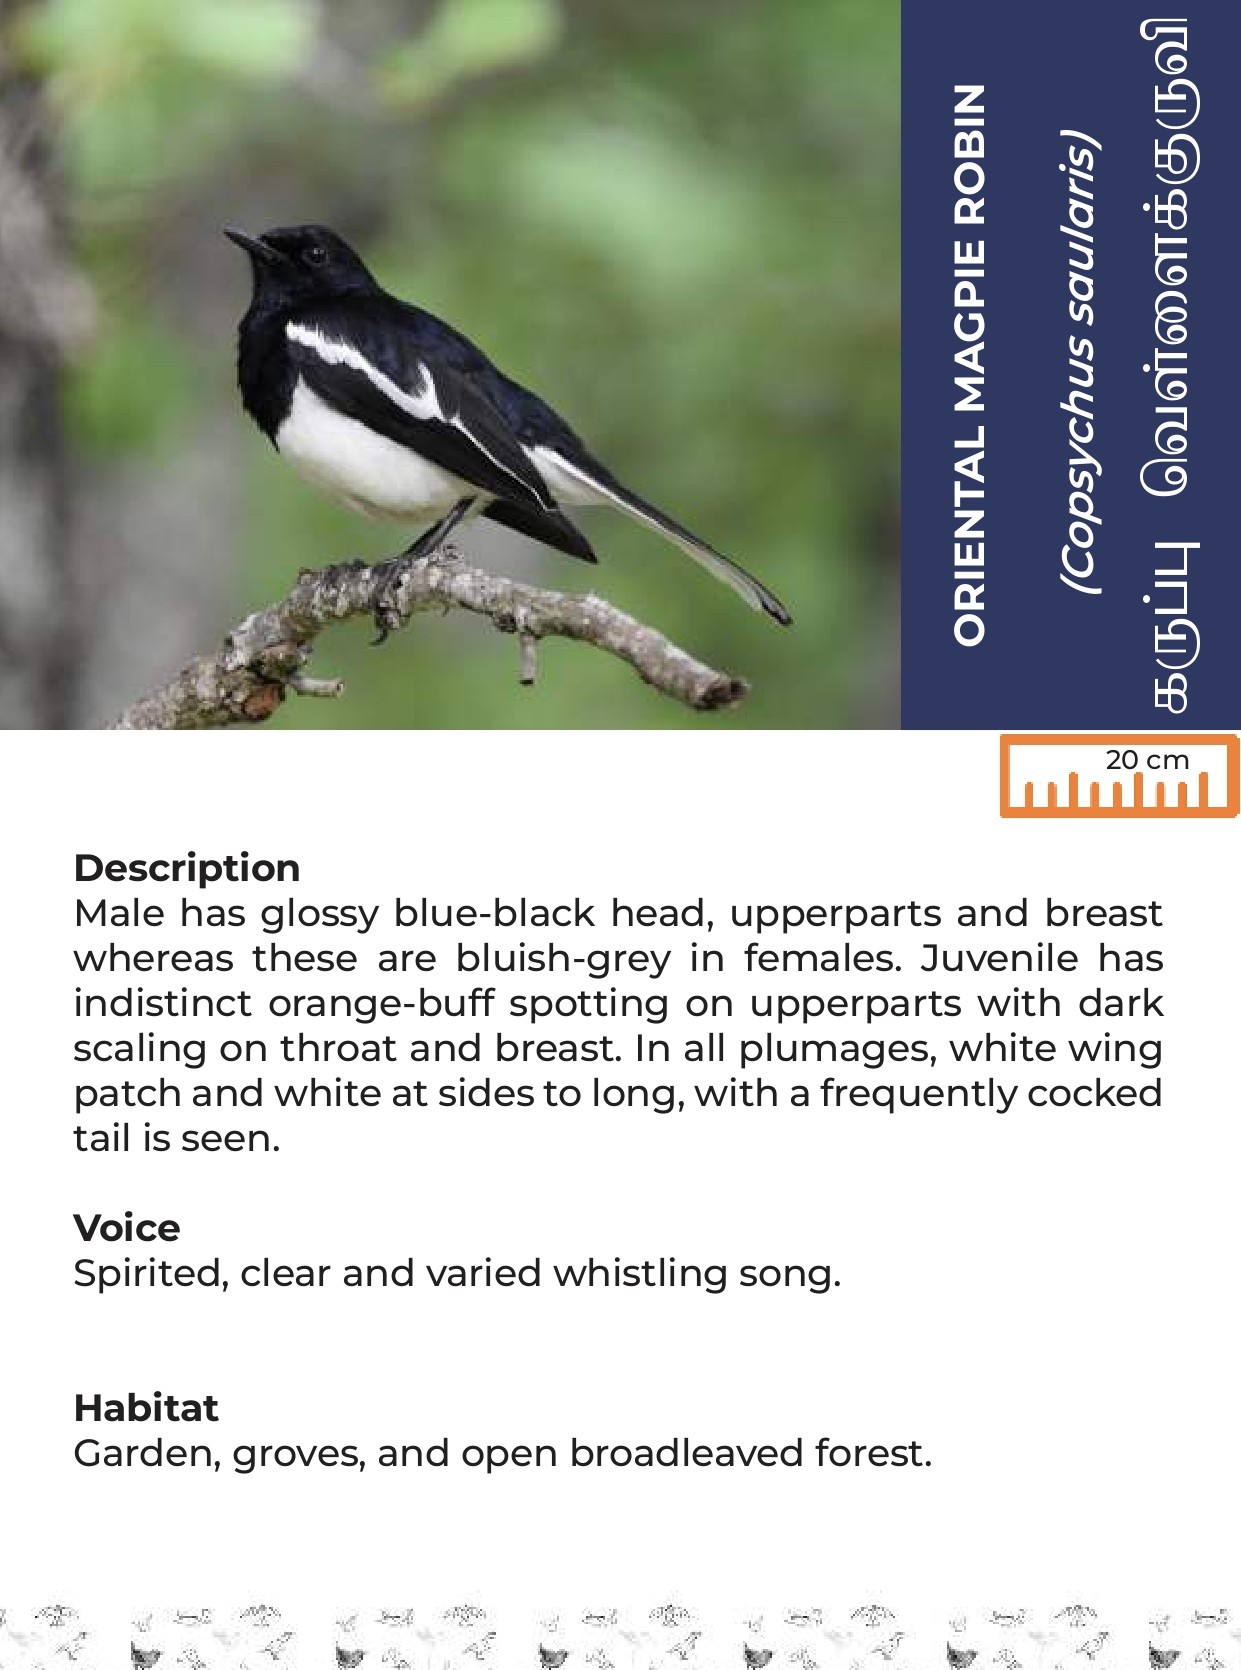 ORIENTAL MAGPIE ROBIN
(Copsychus saularis)
கருப்பு வெள்ளைக்குருவி
20 cm
Description
Male has glossy blue-black head, upperparts and breast
whereas these are bluish-grey in females. Juvenile has
indistinct orange-buff spotting on upperparts with dark
scaling on throat and breast. In all plumages, white wing
patch and white at sides to long, with a frequently cocked
tail is seen.
Voice
Spirited, clear and varied whistling song.
Habitat
Garden, groves, and open broadleaved forest.